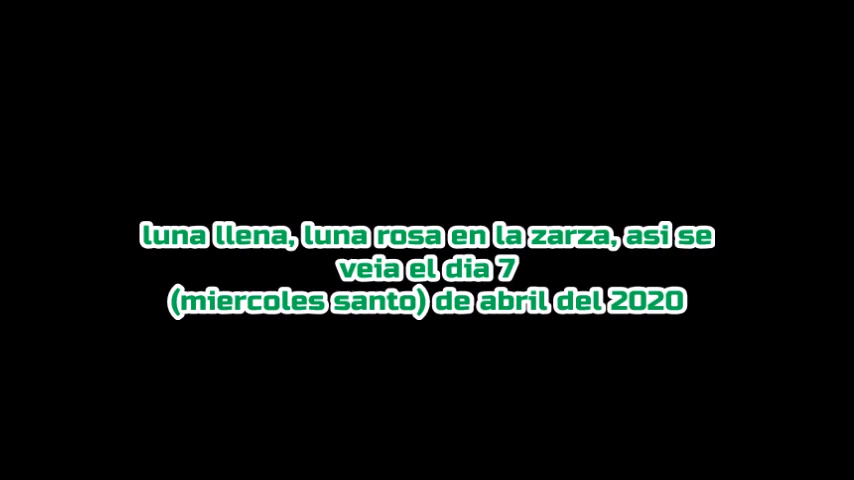 luna llena, luna rosa en la zarza, asi se
veia el dia 7
(miercoles santo) de abril del 2020